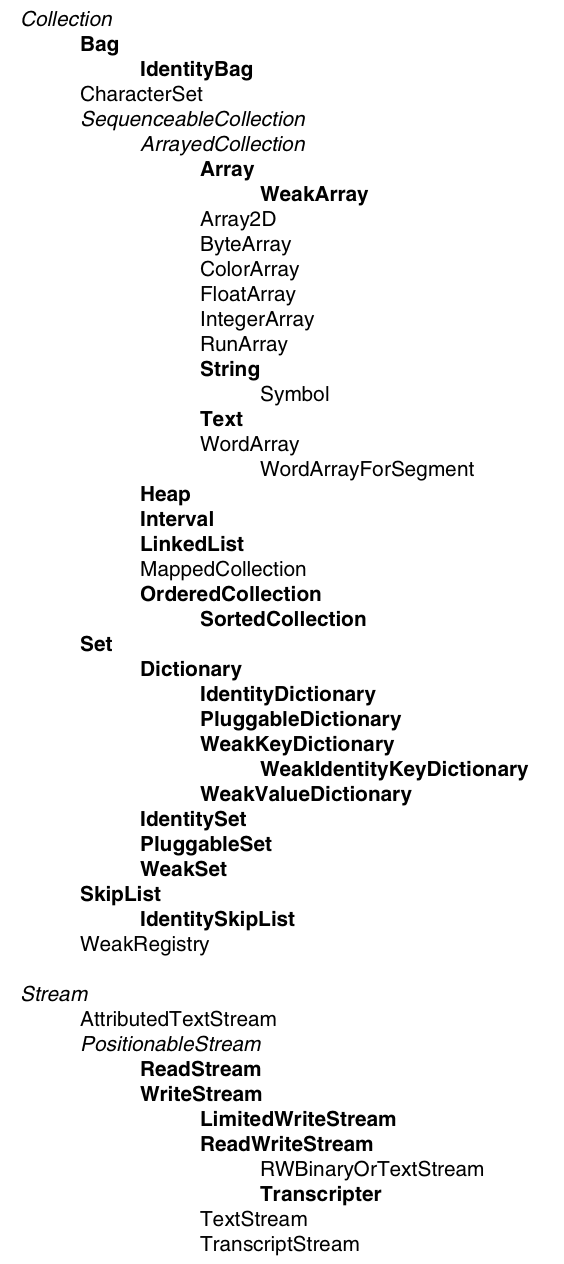 Collection
Bag
IdentityBag
CharacterSet
SequenceableCollection
ArrayedCollection
Array
WeakArray
Array2D
ByteArray
ColorArray
FloatArray
IntegerArray
RunArray
String
Symbol
Text
WordArray
WordArrayForSegment
Heap
Interval
LinkedList
MappedCollection
OrderedCollection
SortedCollection
Set
Dictionary
IdentityDictionary
PluggableDictionary
WeakKeyDictionary
WeakIdentityKeyDictionary
WeakValueDictionary
IdentitySet
PluggableSet
WeakSet
SkipList
IdentitySkipList
WeakRegistry
Stream
AttributedTextStream
PositionableStream
ReadStream
WriteStream
LimitedWriteStream
ReadWriteStream
RWBinaryOrTextStream
Transcripter
TextStream
TranscriptStream